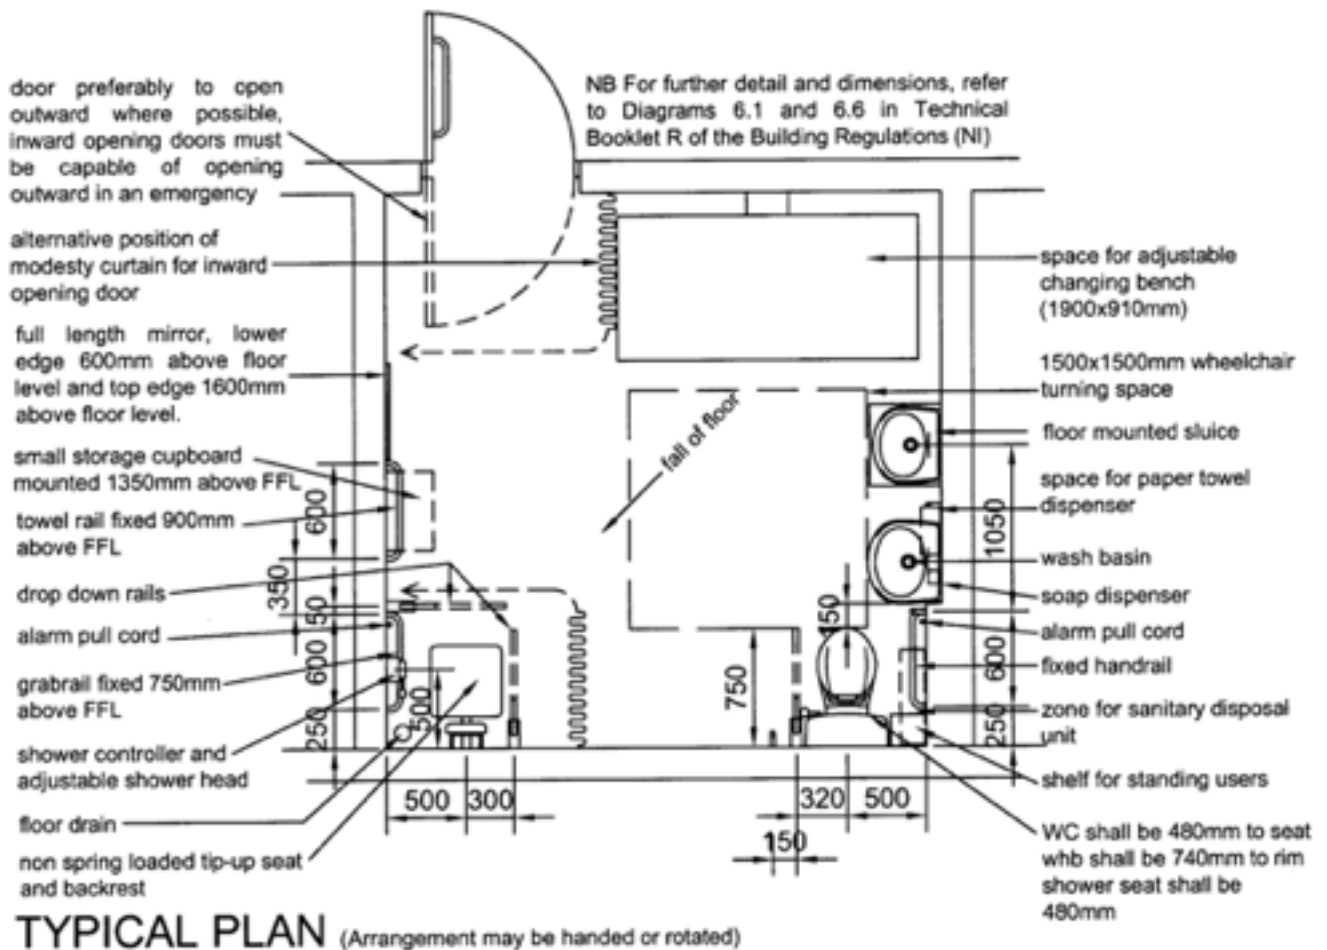 door preferably to open
outward where possible,
inward opening doors must
be capable of opening
outward in an emergency
NB For further detail and dimensions, refer
to Diagrams 6.1 and 6.6 in Technical
Booklet R of the Building Regulations (NI)
alternative position of
modesty curtain for inward
opening door
full length mirror, lower
edge 600mm above floor
level and top edge 1600mm
above floor level.
small storage cupboard
mounted 1350mm above FFL
towel rail fixed 900mm
above FFL
drop down rails
alarm pull cord
grabrail fixed 750mm
above FFL
shower controller and
adjustable shower head
floor drain
non spring loaded tip-up seat
and backrest
600
350
50
600
250
500
fall of floor
750
150
500
300
320
500
150
1050
600
250
space for adjustable
changing bench
(1900x910mm)
1500x1500mm wheelchair
turning space
floor mounted sluice
space for paper towel
dispenser
wash basin
soap dispenser
alarm pull cord
fixed handrail
zone for sanitary disposal
unit
shelf for standing users
WC shall be 480mm to seat
whb shall be 740mm to rim
shower seat shall be
480mm
TYPICAL PLAN (Arrangement may be handed or rotated)